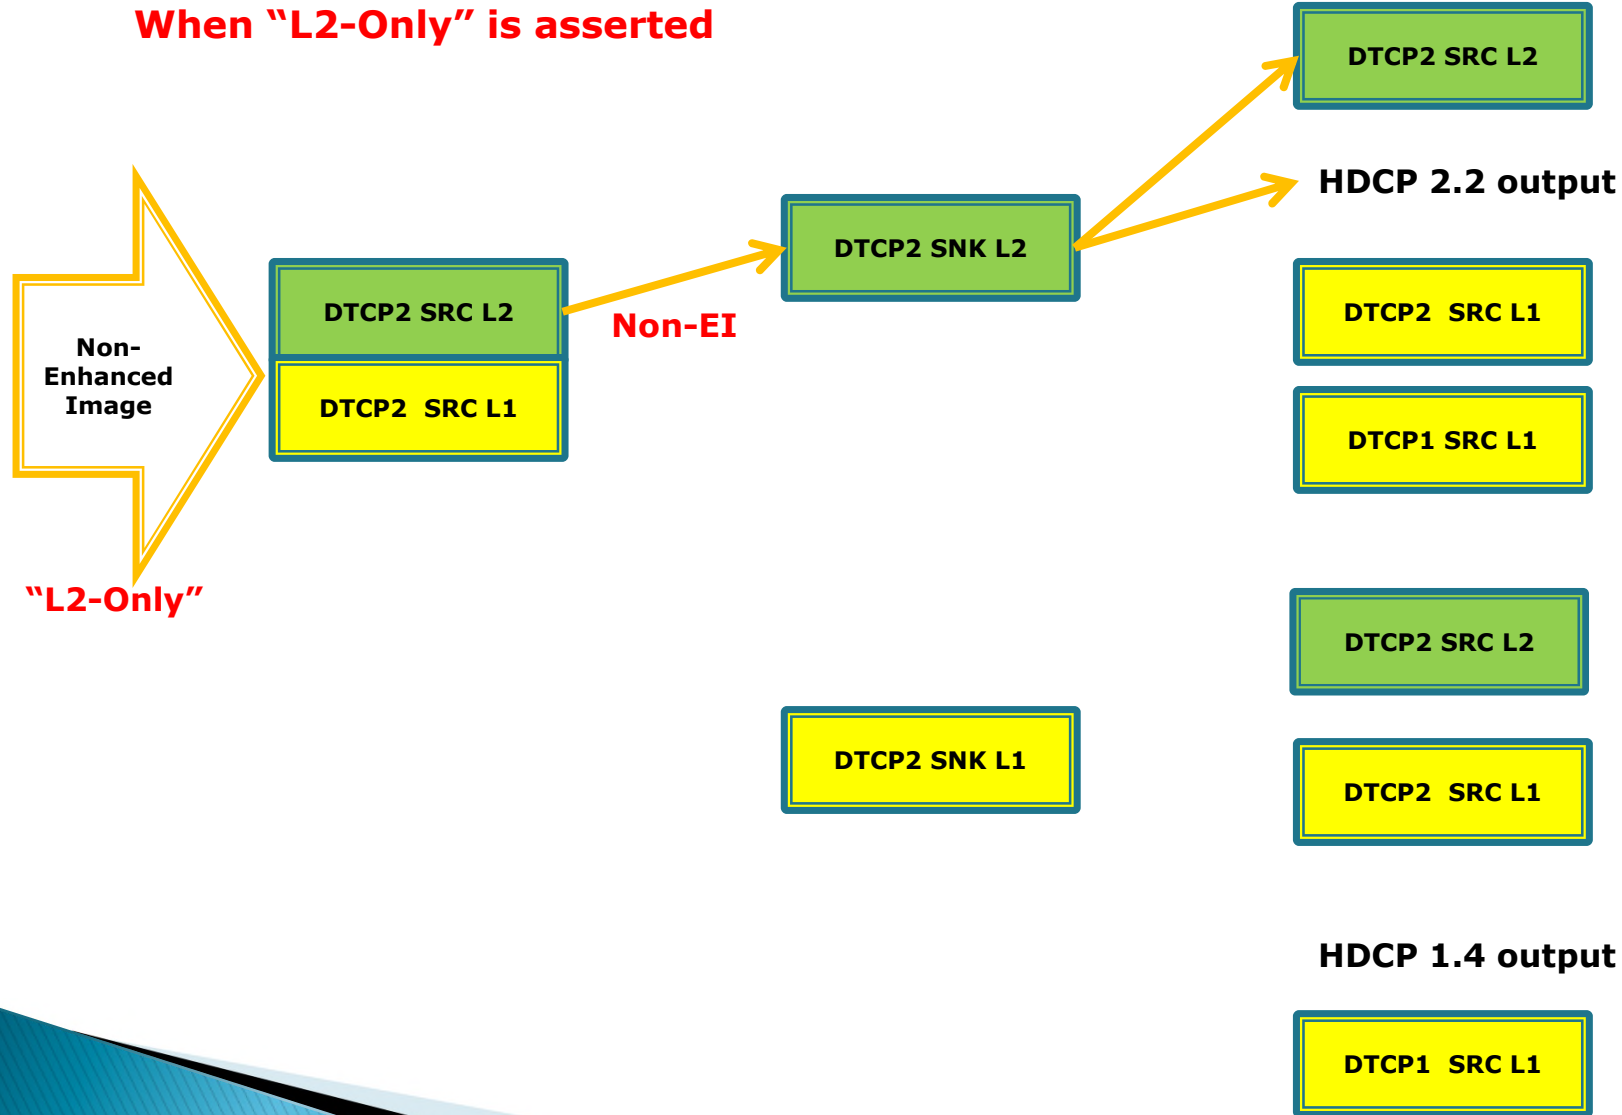 When “L2-Only” is asserted
DTCP2 SRC L2
HDCP 2.2 output
DTCP2 SNK L2
DTCP2 SRC L2
Non-EI
DTCP2 SRC L1
Non-
Enhanced
Image
DTCP2 SRC L1
DTCP1 SRC L1
“L2-Only”
DTCP2 SRC L2
DTCP2 SNK L1
DTCP2 SRC L1
HDCP 1.4 output
DTCP1 SRC L1